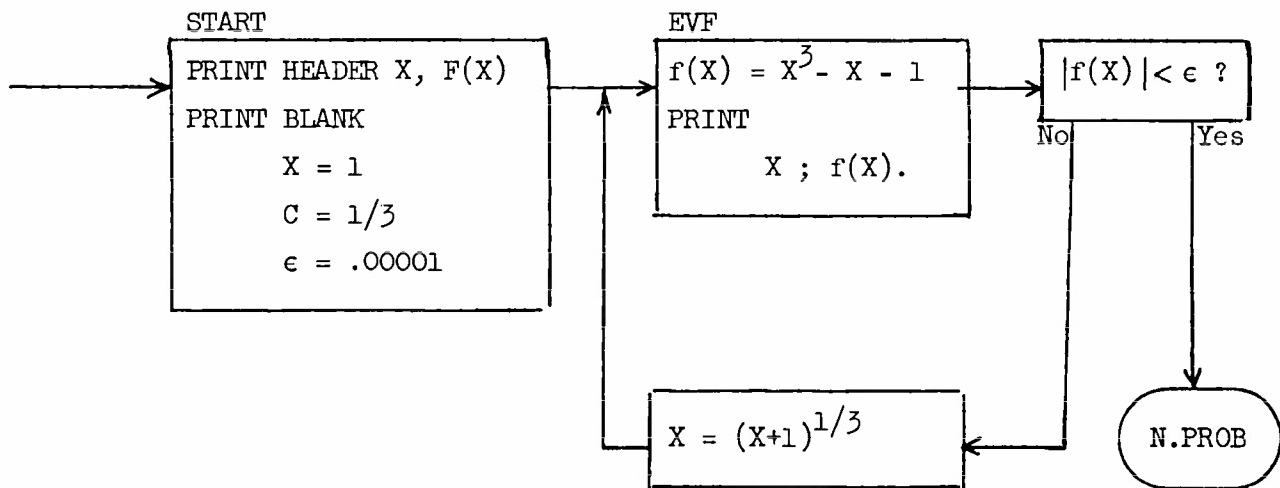 START
PRINT HEADER X, F(X)
PRINT BLANK
X = 1
C = 1/3
ϵ = .00001
EVF
f(X) = X³ - X - 1
PRINT
X ; f(X).
|f(X)| < ϵ ?
No
Yes
X = (X+1)^1/3
N.PROB